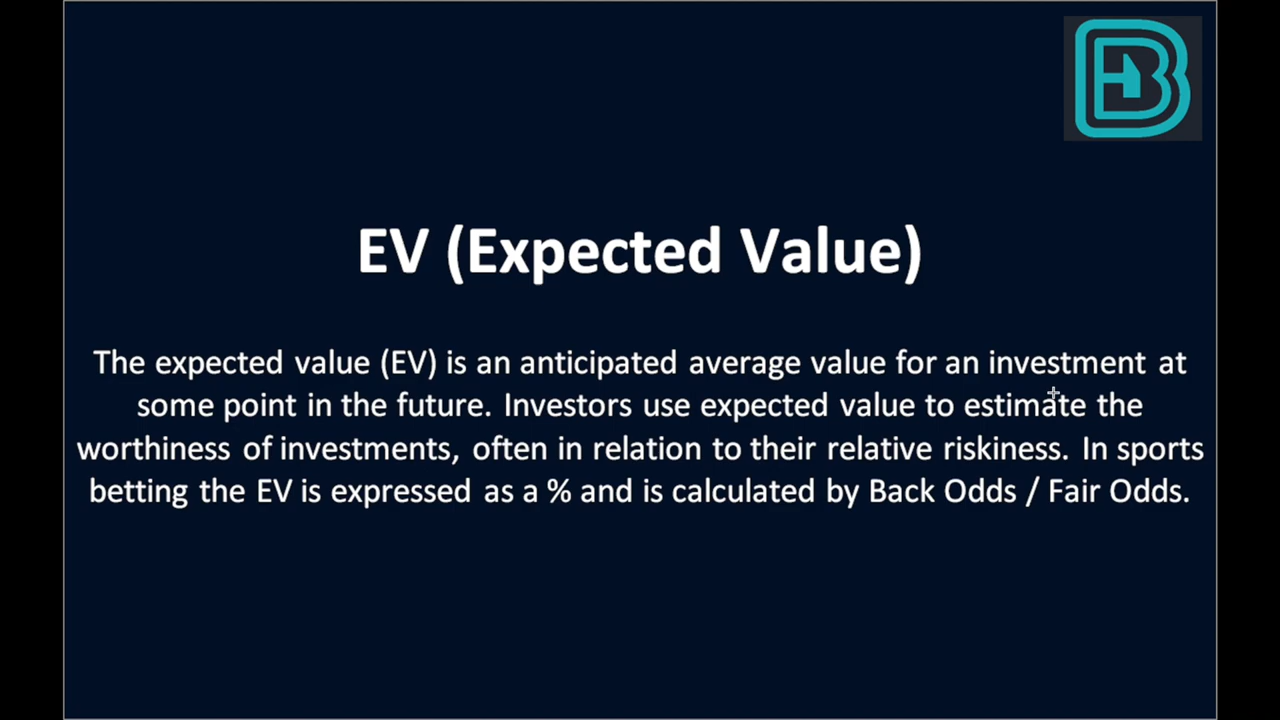 EV (Expected Value)
The expected value (EV) is an anticipated average value for an investment at
some point in the future. Investors use expected value to estimate the
worthiness of investments, often in relation to their relative riskiness. In sports
betting the EV is expressed as a % and is calculated by Back Odds / Fair Odds.